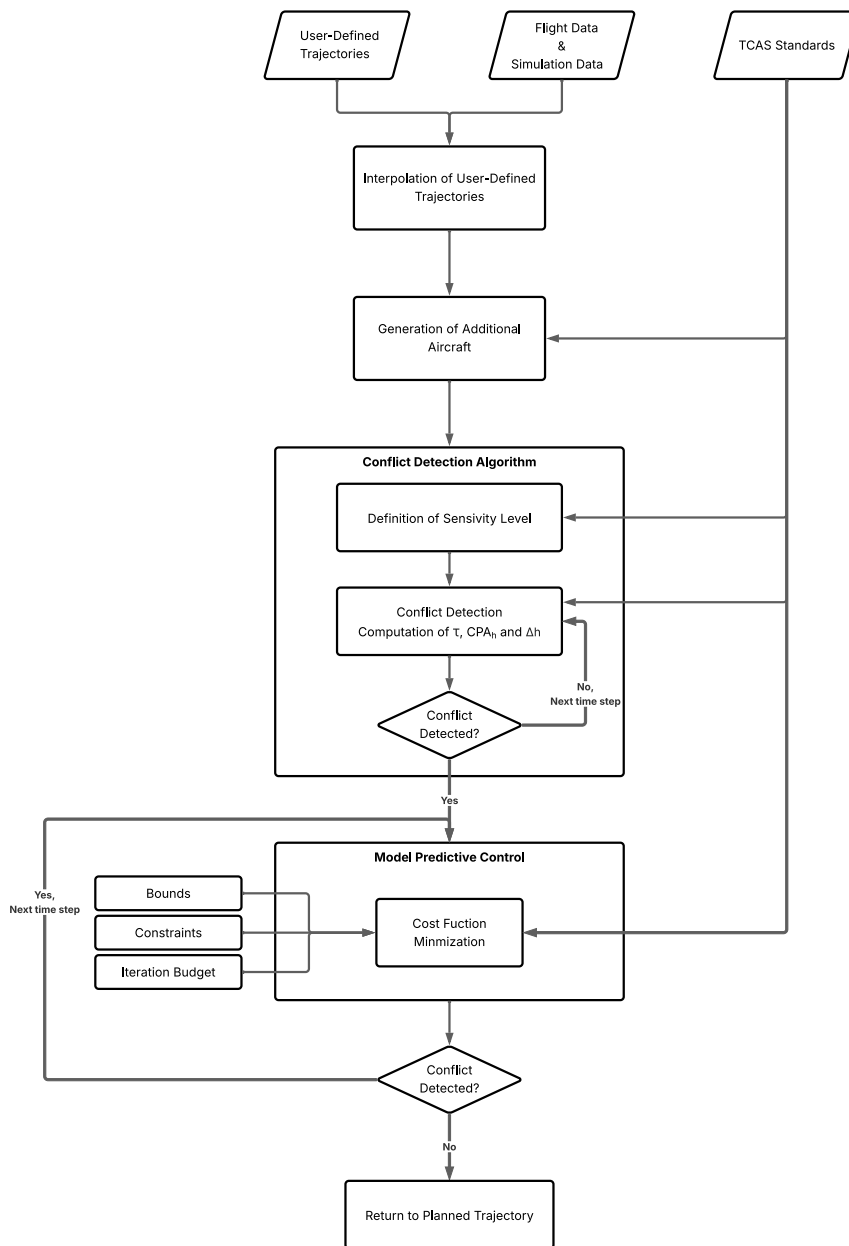 User-Defined
Trajectories
Flight Data
&
Simulation Data
TCAS Standards
Interpolation of User-Defined
Trajectories
Generation of Additional
Aircraft
Conflict Detection Algorithm
Definition of Sensivity Level
Conflict Detection
Computation of τ, CPAₕ and Δh
No,
Next time step
Conflict
Detected?
Yes
Model Predictive Control
Yes,
Next time step
Bounds
Constraints
Iteration Budget
Cost Fuction
Minmization
Conflict
Detected?
No
Return to Planned Trajectory